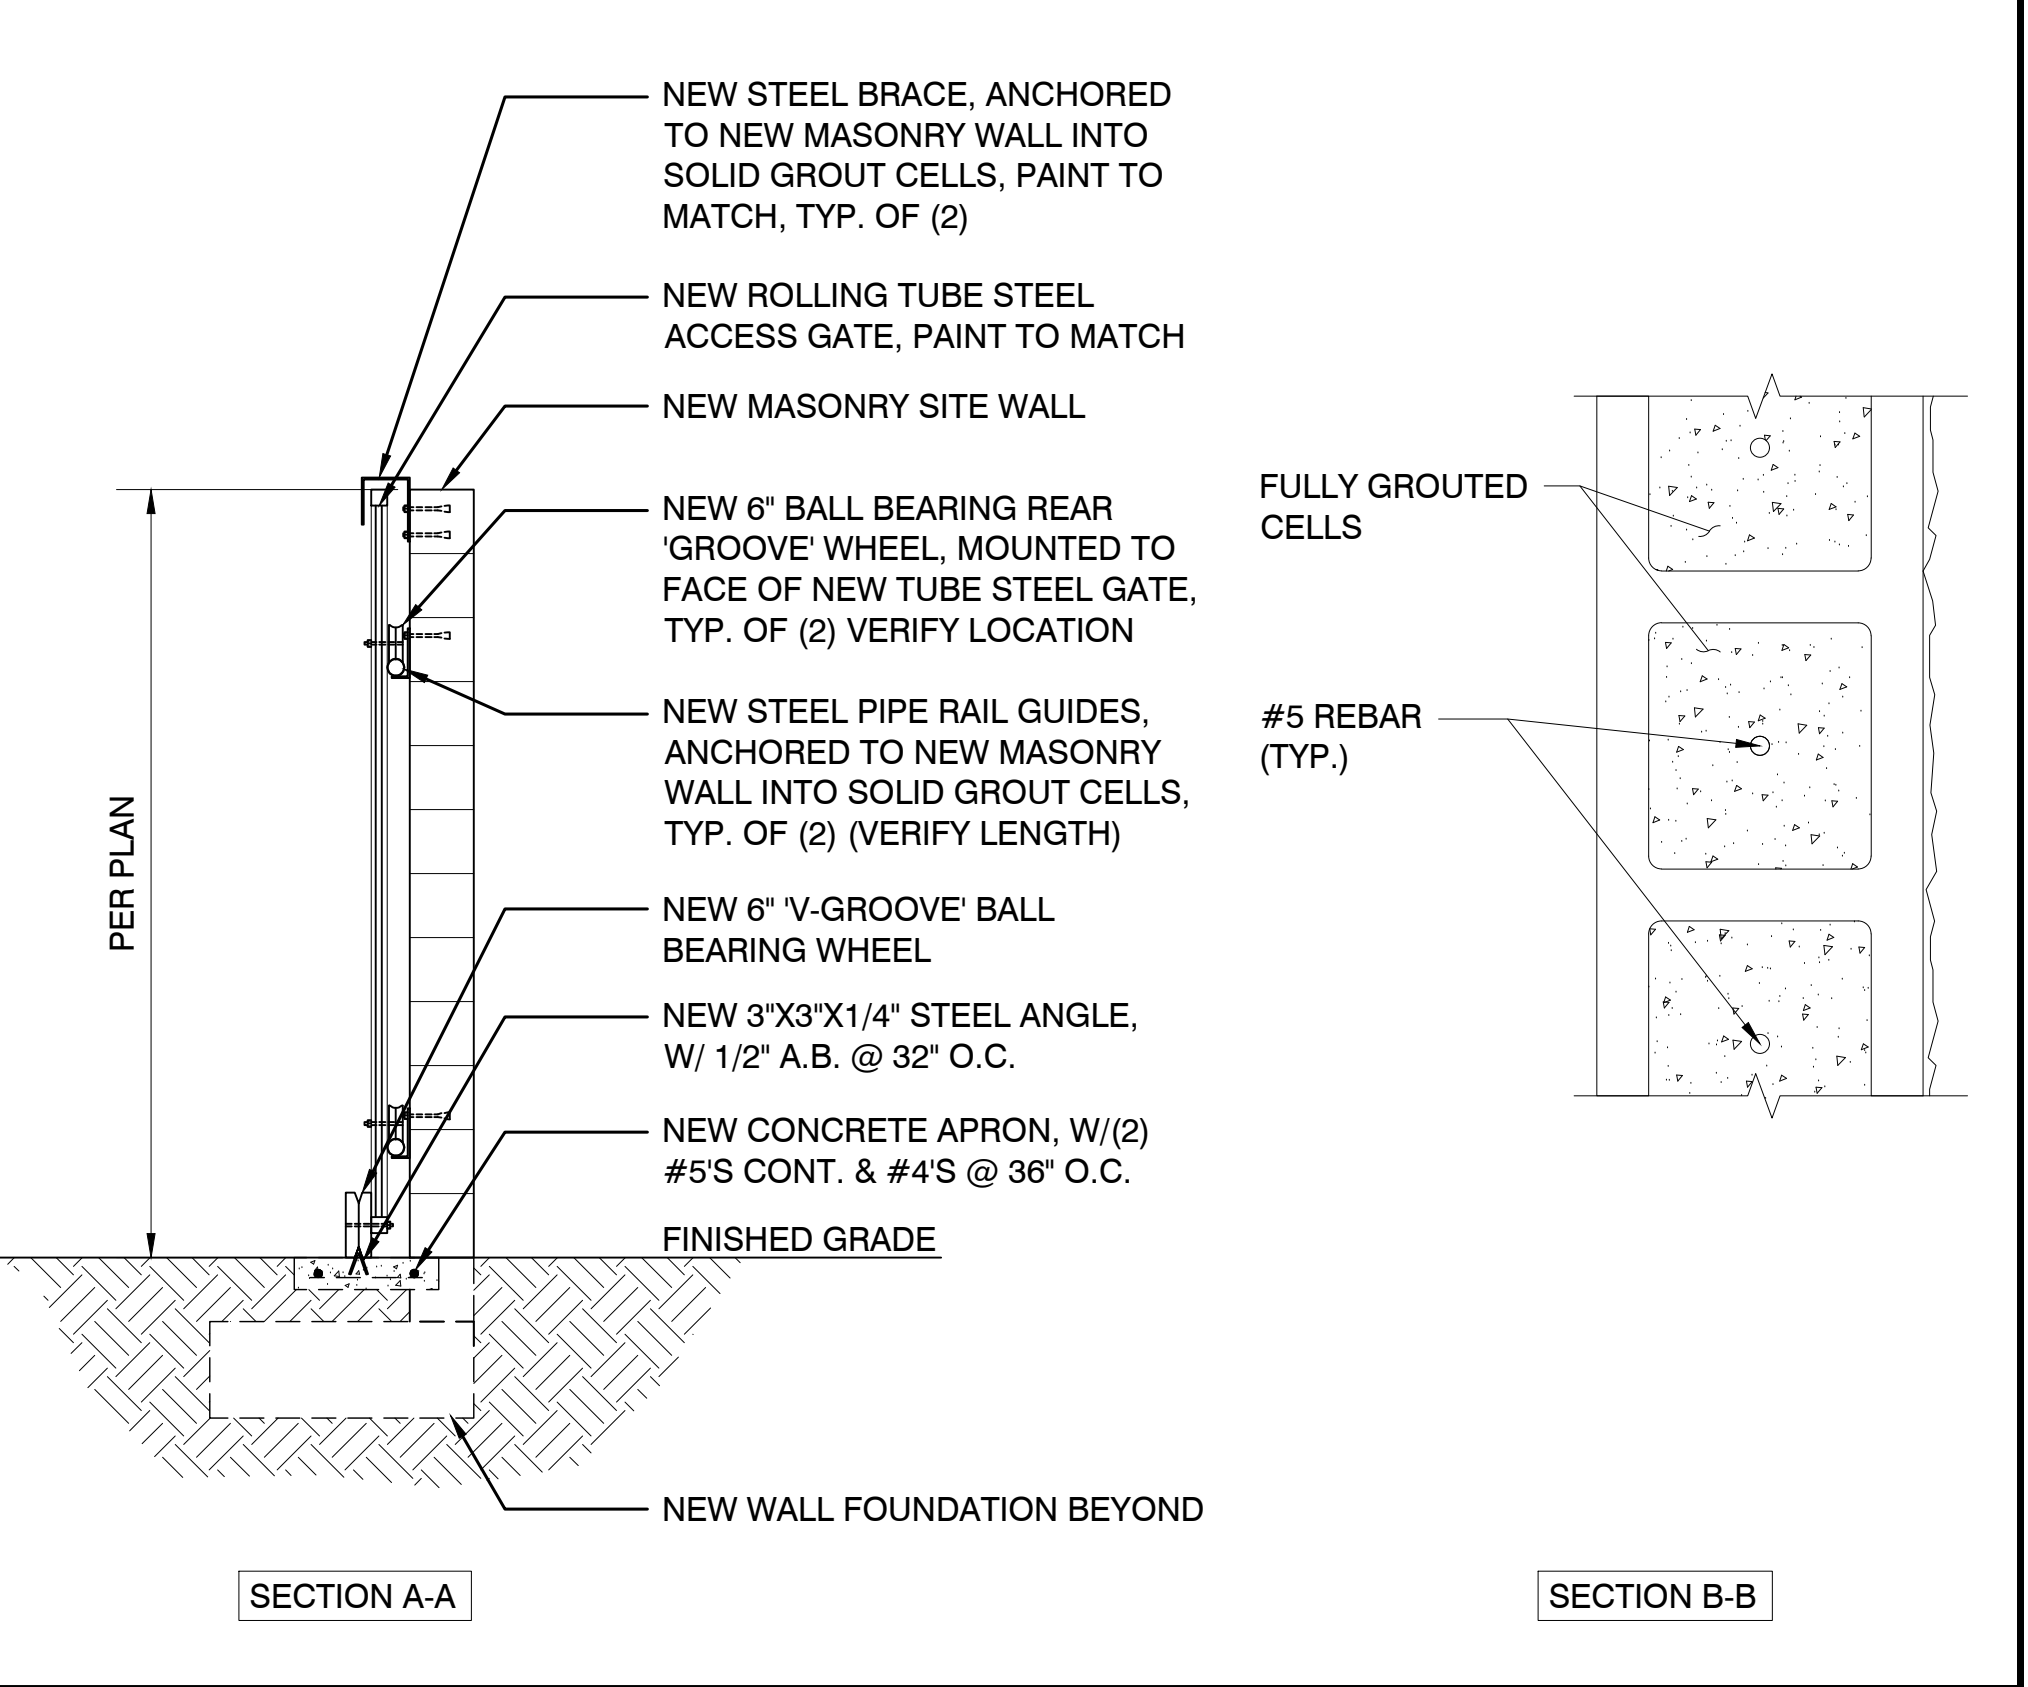 NEW STEEL BRACE, ANCHORED
TO NEW MASONRY WALL INTO
SOLID GROUT CELLS, PAINT TO
MATCH, TYP. OF (2)
NEW ROLLING TUBE STEEL
ACCESS GATE, PAINT TO MATCH
NEW MASONRY SITE WALL
NEW 6" BALL BEARING REAR
'GROOVE' WHEEL, MOUNTED TO
FACE OF NEW TUBE STEEL GATE,
TYP. OF (2) VERIFY LOCATION
NEW STEEL PIPE RAIL GUIDES,
ANCHORED TO NEW MASONRY
WALL INTO SOLID GROUT CELLS,
TYP. OF (2) (VERIFY LENGTH)
PER PLAN
NEW 6" 'V-GROOVE' BALL
BEARING WHEEL
NEW 3"X3"X1/4" STEEL ANGLE,
W/ 1/2" A.B. @ 32" O.C.
NEW CONCRETE APRON, W/(2)
#5'S CONT. & #4'S @ 36" O.C.
FINISHED GRADE
NEW WALL FOUNDATION BEYOND
SECTION A-A
FULLY GROUTED
CELLS
#5 REBAR
(TYP.)
SECTION B-B